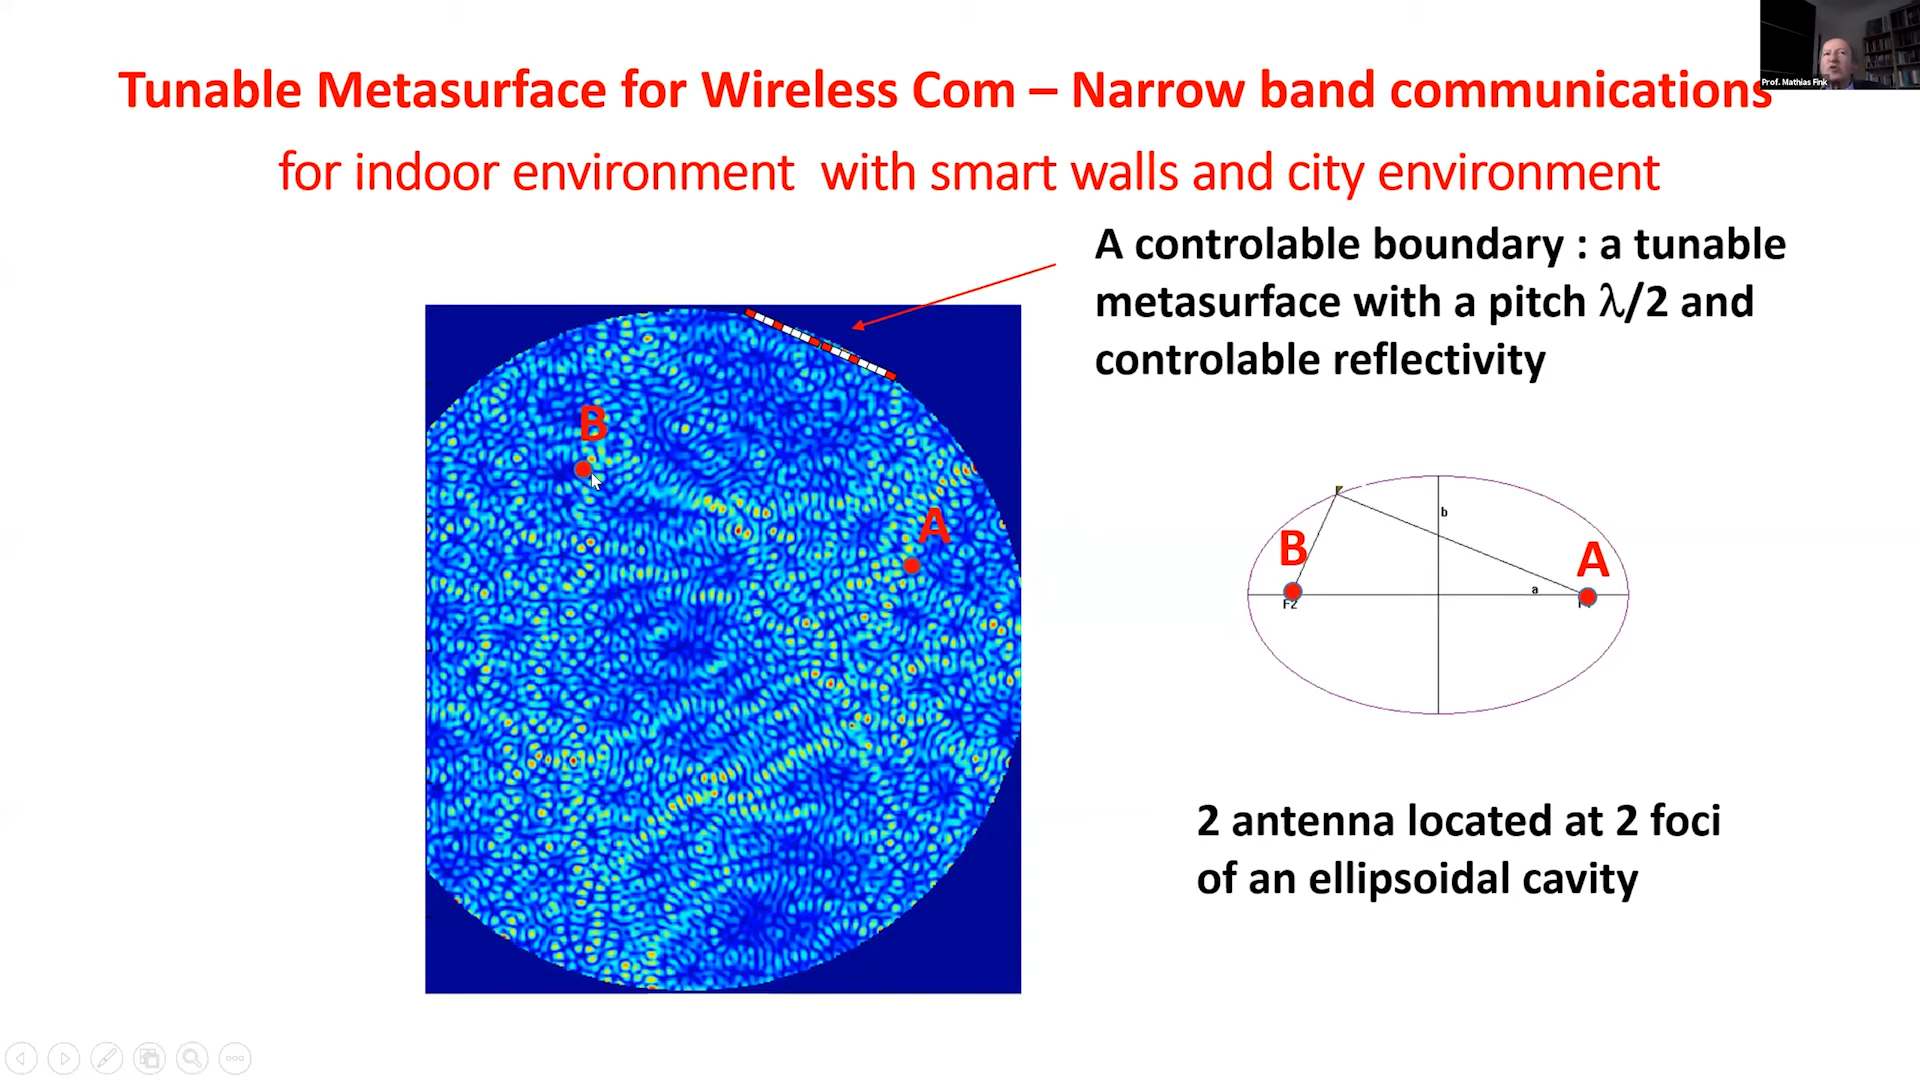 Prof. Mathias Fink
Tunable Metasurface for Wireless Com – Narrow band communications
for indoor environment with smart walls and city environment
A controlable boundary : a tunable
metasurface with a pitch λ/2 and
controlable reflectivity
B
A
b
B
A
a
F2
2 antenna located at 2 foci
of an ellipsoidal cavity